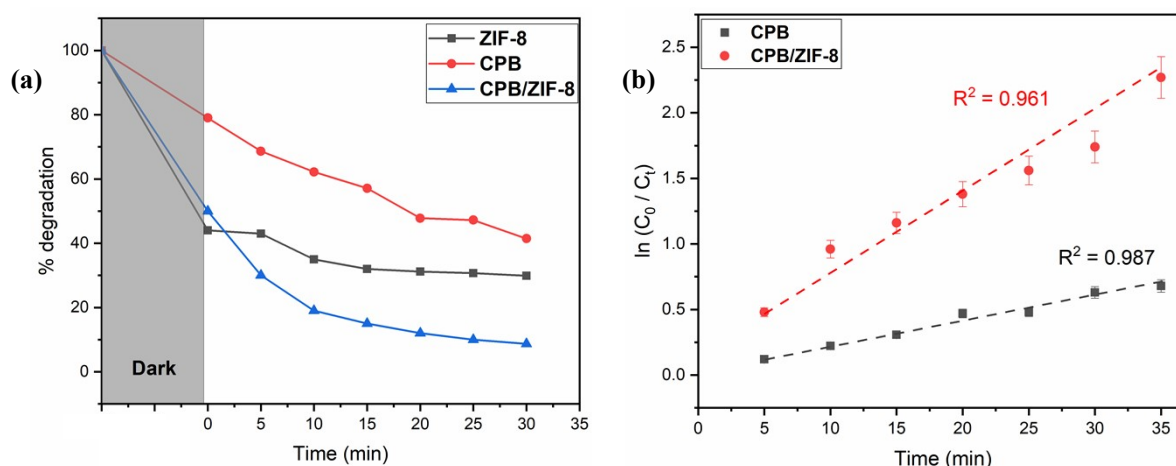 (a)
% degradation
100
80
60
40
20
0
ZIF-8
CPB
CPB/ZIF-8
Dark
0 5 10 15 20 25 30 35
Time (min)
(b)
ln (C₀ / Cₜ)
2.5
2.0
1.5
1.0
0.5
0.0
CPB
CPB/ZIF-8
R² = 0.961
R² = 0.987
0 5 10 15 20 25 30 35
Time (min)